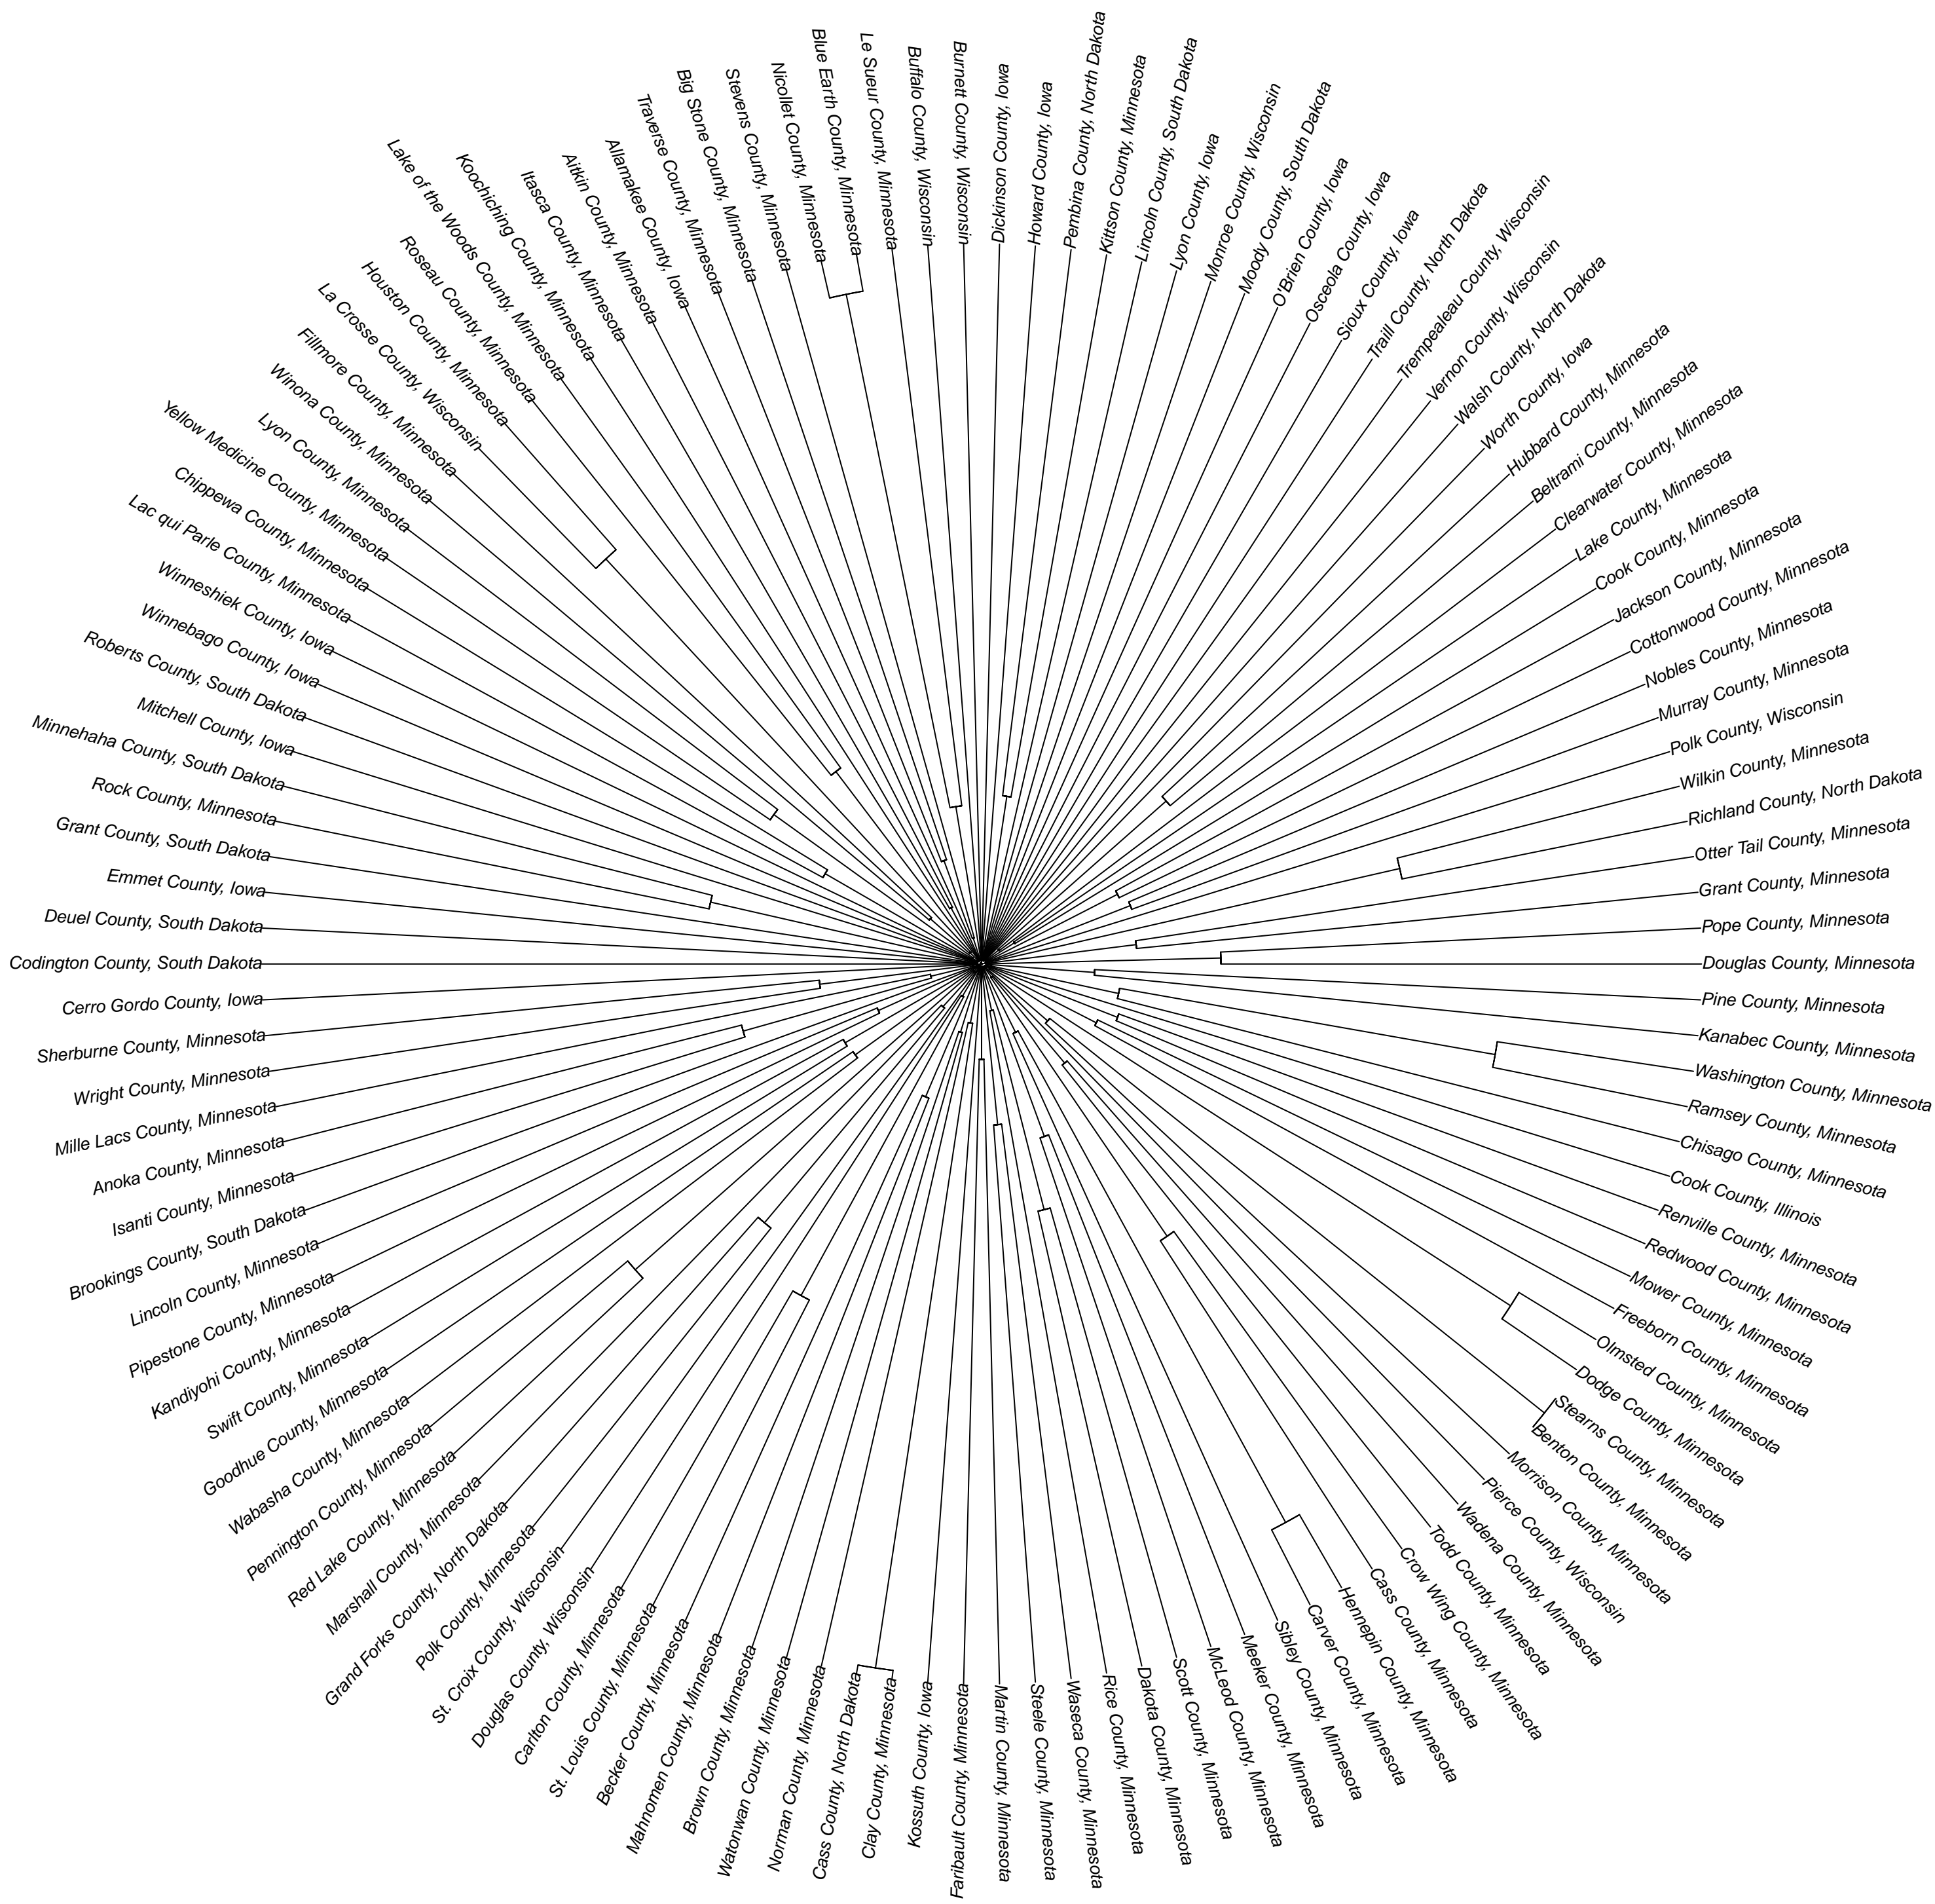 Dickinson County, Iowa
Howard County, Iowa
Pembina County, North Dakota
Kittson County, Minnesota
Lincoln County, South Dakota
Lyon County, Iowa
Monroe County, Wisconsin
Moody County, South Dakota
O'Brien County, Iowa
Osceola County, Iowa
Sioux County, Iowa
Traill County, North Dakota
Trempealeau County, Wisconsin
Vernon County, Wisconsin
Walsh County, North Dakota
Worth County, Iowa
Hubbard County, Minnesota
Beltrami County, Minnesota
Clearwater County, Minnesota
Lake County, Minnesota
Cook County, Minnesota
Jackson County, Minnesota
Cottonwood County, Minnesota
Nobles County, Minnesota
Murray County, Minnesota
Polk County, Wisconsin
Wilkin County, Minnesota
Richland County, North Dakota
Otter Tail County, Minnesota
Grant County, Minnesota
Pope County, Minnesota
Douglas County, Minnesota
Pine County, Minnesota
Kanabec County, Minnesota
Washington County, Minnesota
Ramsey County, Minnesota
Chisago County, Minnesota
Cook County, Illinois
Renville County, Minnesota
Redwood County, Minnesota
Mower County, Minnesota
Freeborn County, Minnesota
Olmsted County, Minnesota
Dodge County, Minnesota
Stearns County, Minnesota
Benton County, Minnesota
Morrison County, Minnesota
Pierce County, Wisconsin
Wadena County, Minnesota
Todd County, Minnesota
Crow Wing County, Minnesota
Cass County, Minnesota
Hennepin County, Minnesota
Carver County, Minnesota
Sibley County, Minnesota
Meeker County, Minnesota
McLeod County, Minnesota
Scott County, Minnesota
Dakota County, Minnesota
Rice County, Minnesota
Waseca County, Minnesota
Steele County, Minnesota
Martin County, Minnesota
Faribault County, Minnesota
Kossuth County, Iowa
Clay County, Minnesota
Cass County, North Dakota
Norman County, Minnesota
Watonwan County, Minnesota
Brown County, Minnesota
Mahnomen County, Minnesota
Becker County, Minnesota
St. Louis County, Minnesota
Carlton County, Minnesota
Douglas County, Wisconsin
St. Croix County, Wisconsin
Polk County, Minnesota
Grand Forks County, North Dakota
Marshall County, Minnesota
Red Lake County, Minnesota
Pennington County, Minnesota
Wabasha County, Minnesota
Goodhue County, Minnesota
Swift County, Minnesota
Kandiyohi County, Minnesota
Pipestone County, Minnesota
Lincoln County, Minnesota
Brookings County, South Dakota
Isanti County, Minnesota
Anoka County, Minnesota
Mille Lacs County, Minnesota
Wright County, Minnesota
Sherburne County, Minnesota
Cerro Gordo County, Iowa
Codington County, South Dakota
Deuel County, South Dakota
Emmet County, Iowa
Grant County, South Dakota
Rock County, Minnesota
Minnehaha County, South Dakota
Mitchell County, Iowa
Roberts County, South Dakota
Winnebago County, Iowa
Winneshiek County, Iowa
Lac qui Parle County, Minnesota
Chippewa County, Minnesota
Yellow Medicine County, Minnesota
Lyon County, Minnesota
Winona County, Minnesota
Fillmore County, Minnesota
La Crosse County, Wisconsin
Houston County, Minnesota
Roseau County, Minnesota
Lake of the Woods County, Minnesota
Koochiching County, Minnesota
Itasca County, Minnesota
Aitkin County, Minnesota
Allamakee County, Iowa
Traverse County, Minnesota
Big Stone County, Minnesota
Stevens County, Minnesota
Nicollet County, Minnesota
Blue Earth County, Minnesota
Le Sueur County, Minnesota
Buffalo County, Wisconsin
Burnett County, Wisconsin